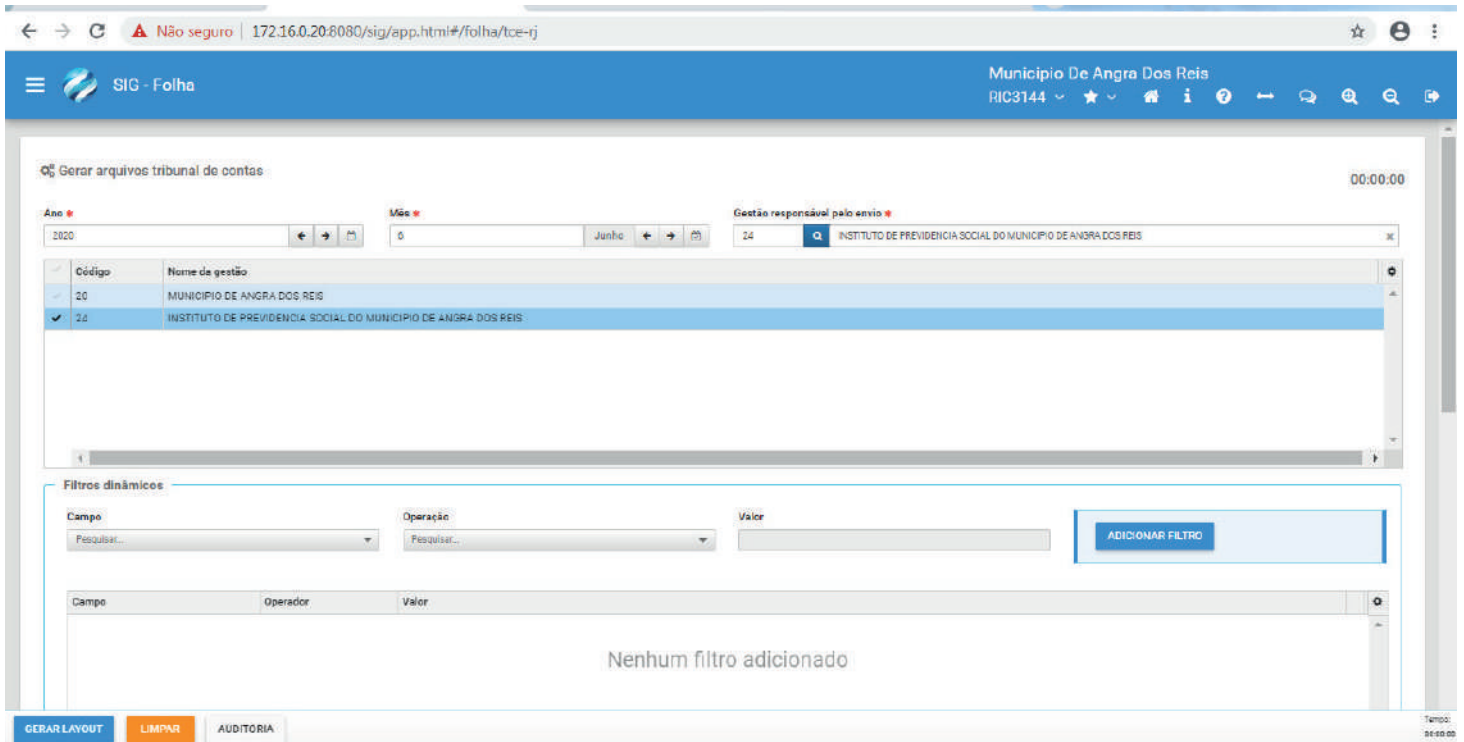 Não seguro | 172.16.0.20:8080/sig/app.html#/folha/tce-rj
SIG - Folha
Municipio De Angra Dos Reis
RIC3144
Gerar arquivos tribunal de contas
00:00:00
Ano * Mês * Gestão responsável pelo envio *
2020 6 Junho 24 INSTITUTO DE PREVIDENCIA SOCIAL DO MUNICIPIO DE ANGRA DOS REIS
Código Nome da gestão
20 MUNICIPIO DE ANGRA DOS REIS
24 INSTITUTO DE PREVIDENCIA SOCIAL DO MUNICIPIO DE ANGRA DOS REIS
Filtros dinâmicos
Campo Operação Valor
Pesquisar... Pesquisar... ADICIONAR FILTRO
Campo Operador Valor
Nenhum filtro adicionado
GERAR LAYOUT LIMPAR AUDITORIA
Tempo:
00:00:00